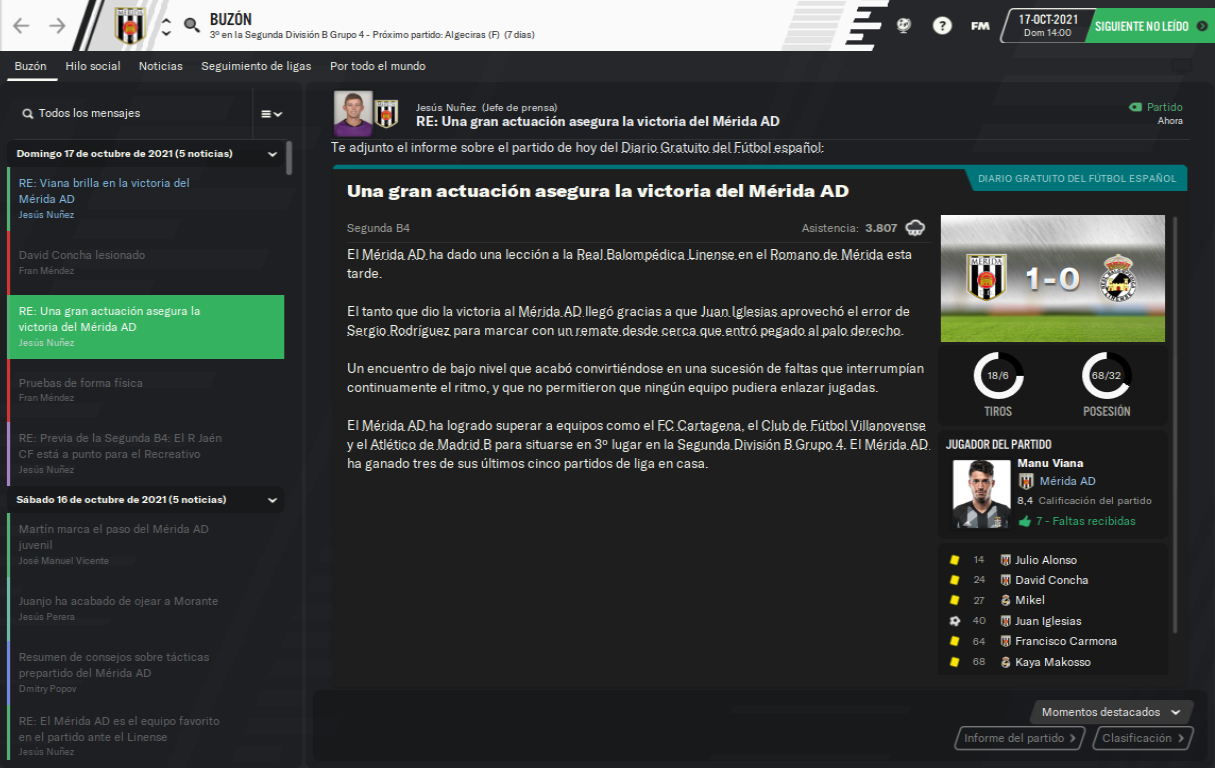 BUZÓN
3º en la Segunda División B Grupo 4 - Próximo partido: Algeciras (F) (7 días)
FM
17-OCT-2021
Dom 14:00
SIGUIENTE NO LEÍDO
Buzón
Hilo social
Noticias
Seguimiento de ligas
Por todo el mundo
Todos los mensajes
Domingo 17 de octubre de 2021 (5 noticias)
RE: Viana brilla en la victoria del
Mérida AD
Jesús Nuñez
David Concha lesionado
Fran Méndez
RE: Una gran actuación asegura la
victoria del Mérida AD
Jesús Nuñez
Pruebas de forma física
Fran Méndez
RE: Previa de la Segunda B4: El R Jaén
CF está a punto para el Recreativo
Jesús Nuñez
Sábado 16 de octubre de 2021 (5 noticias)
Martín marca el paso del Mérida AD
juvenil
José Manuel Vicente
Juanjo ha acabado de ojear a Morante
Jesús Perera
Resumen de consejos sobre tácticas
prepartido del Mérida AD
Dmitry Popov
RE: El Mérida AD es el equipo favorito
en el partido ante el Linense
Jesús Nuñez
Jesús Nuñez (Jefe de prensa)
RE: Una gran actuación asegura la victoria del Mérida AD
Partido
Ahora
Te adjunto el informe sobre el partido de hoy del Diario Gratuito del Fútbol español:
DIARIO GRATUITO DEL FÚTBOL ESPAÑOL
Una gran actuación asegura la victoria del Mérida AD
Segunda B4
Asistencia: 3.807
El Mérida AD ha dado una lección a la Real Balompédica Linense en el Romano de Mérida esta
tarde.
El tanto que dio la victoria al Mérida AD llegó gracias a que Juan Iglesias aprovechó el error de
Sergio Rodríguez para marcar con un remate desde cerca que entró pegado al palo derecho.
Un encuentro de bajo nivel que acabó convirtiéndose en una sucesión de faltas que interrumpían
continuamente el ritmo, y que no permitieron que ningún equipo pudiera enlazar jugadas.
El Mérida AD ha logrado superar a equipos como el FC Cartagena, el Club de Fútbol Villanovense
y el Atlético de Madrid B para situarse en 3º lugar en la Segunda División B Grupo 4. El Mérida AD
ha ganado tres de sus últimos cinco partidos de liga en casa.
MÉRIDA
1-0
18/6
TIROS
68/32
POSESIÓN
JUGADOR DEL PARTIDO
Manu Viana
Mérida AD
8,4 Calificación del partido
7 - Faltas recibidas
14 Julio Alonso
24 David Concha
27 Mikel
40 Juan Iglesias
64 Francisco Carmona
68 Kaya Makosso
Momentos destacados
Informe del partido
Clasificación